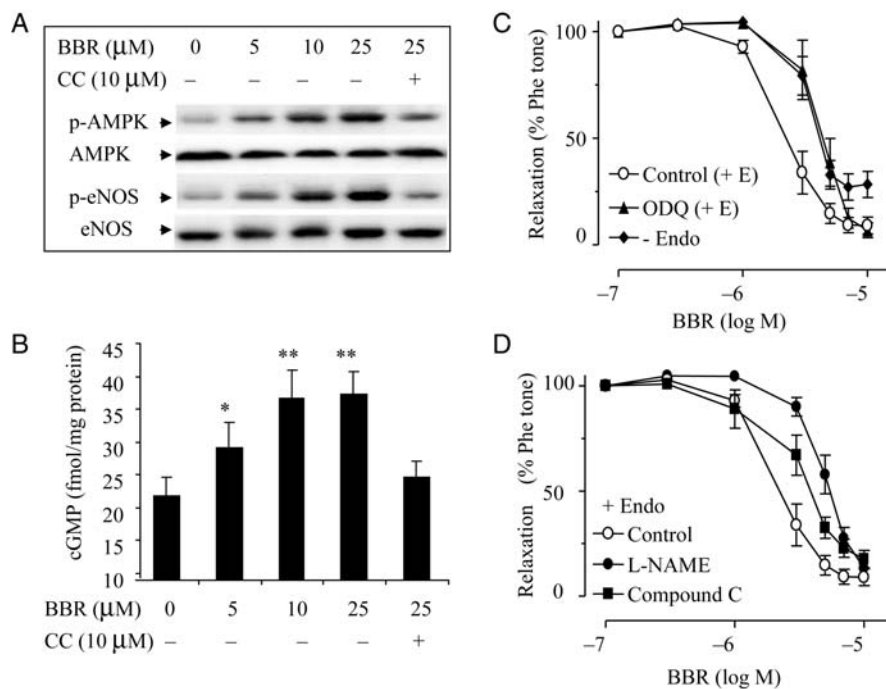 A
BBR (μM) 0 5 10 25 25
CC (10 μM) – – – – +
p-AMPK
AMPK
p-eNOS
eNOS
B
cGMP (fmol/mg protein)
45
40
35
30
25
20
15
10
* ** **
BBR (μM) 0 5 10 25 25
CC (10 μM) – – – – +
C
Relaxation (% Phe tone)
100
50
0
Control (+ E)
ODQ (+ E)
- Endo
–7 –6 –5
BBR (log M)
D
Relaxation (% Phe tone)
100
50
0
+ Endo
Control
L-NAME
Compound C
–7 –6 –5
BBR (log M)